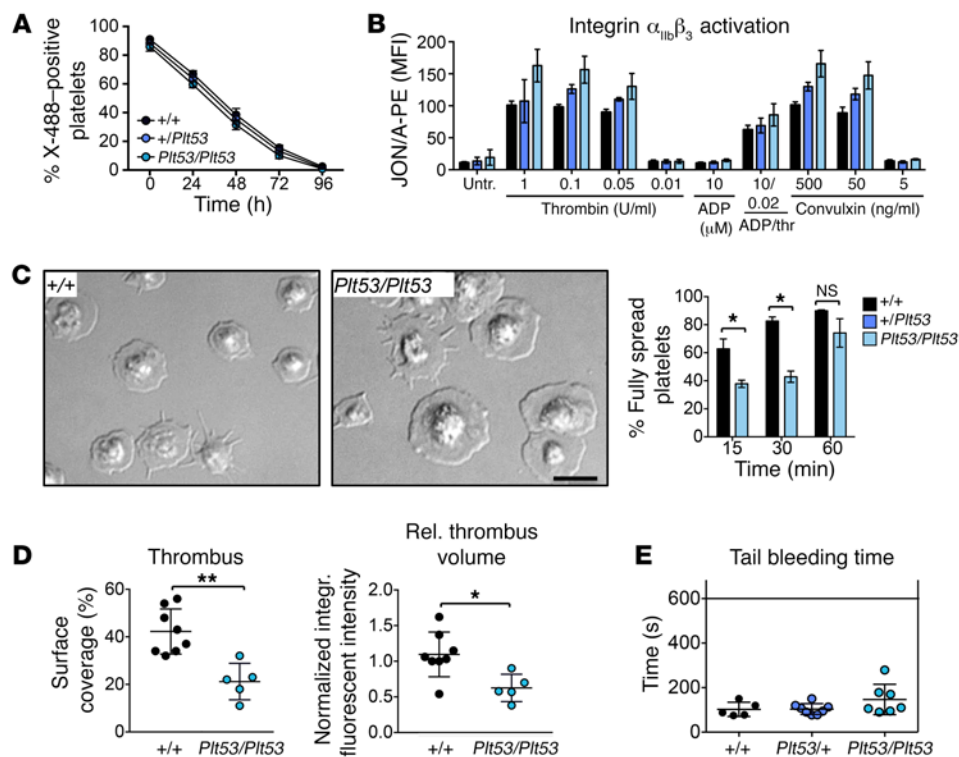 A
% X-488–positive
platelets
100
80
60
40
20
0
+/+
+/Plt53
Plt53/Plt53
0 24 48 72 96
Time (h)
B
Integrin αIIbβ3 activation
JON/A-PE (MFI)
200
150
100
50
0
Untr. 1 0.1 0.05 0.01 10 10/ 500 50 5
0.02
Thrombin (U/ml) ADP Convulxin (ng/ml)
(μM) ADP/thr
C
+/+
Plt53/Plt53
% Fully spread
platelets
100
80
60
40
20
0
* * NS
+/+
+/Plt53
Plt53/Plt53
15 30 60
Time (min)
D
Thrombus
Surface
coverage (%)
60
40
20
0
**
+/+ Plt53/Plt53
Rel. thrombus
volume
Normalized integr.
fluorescent intensity
2.0
1.5
1.0
0.5
0.0
*
+/+ Plt53/Plt53
E
Tail bleeding time
Time (s)
600
400
200
0
+/+ Plt53/+ Plt53/Plt53